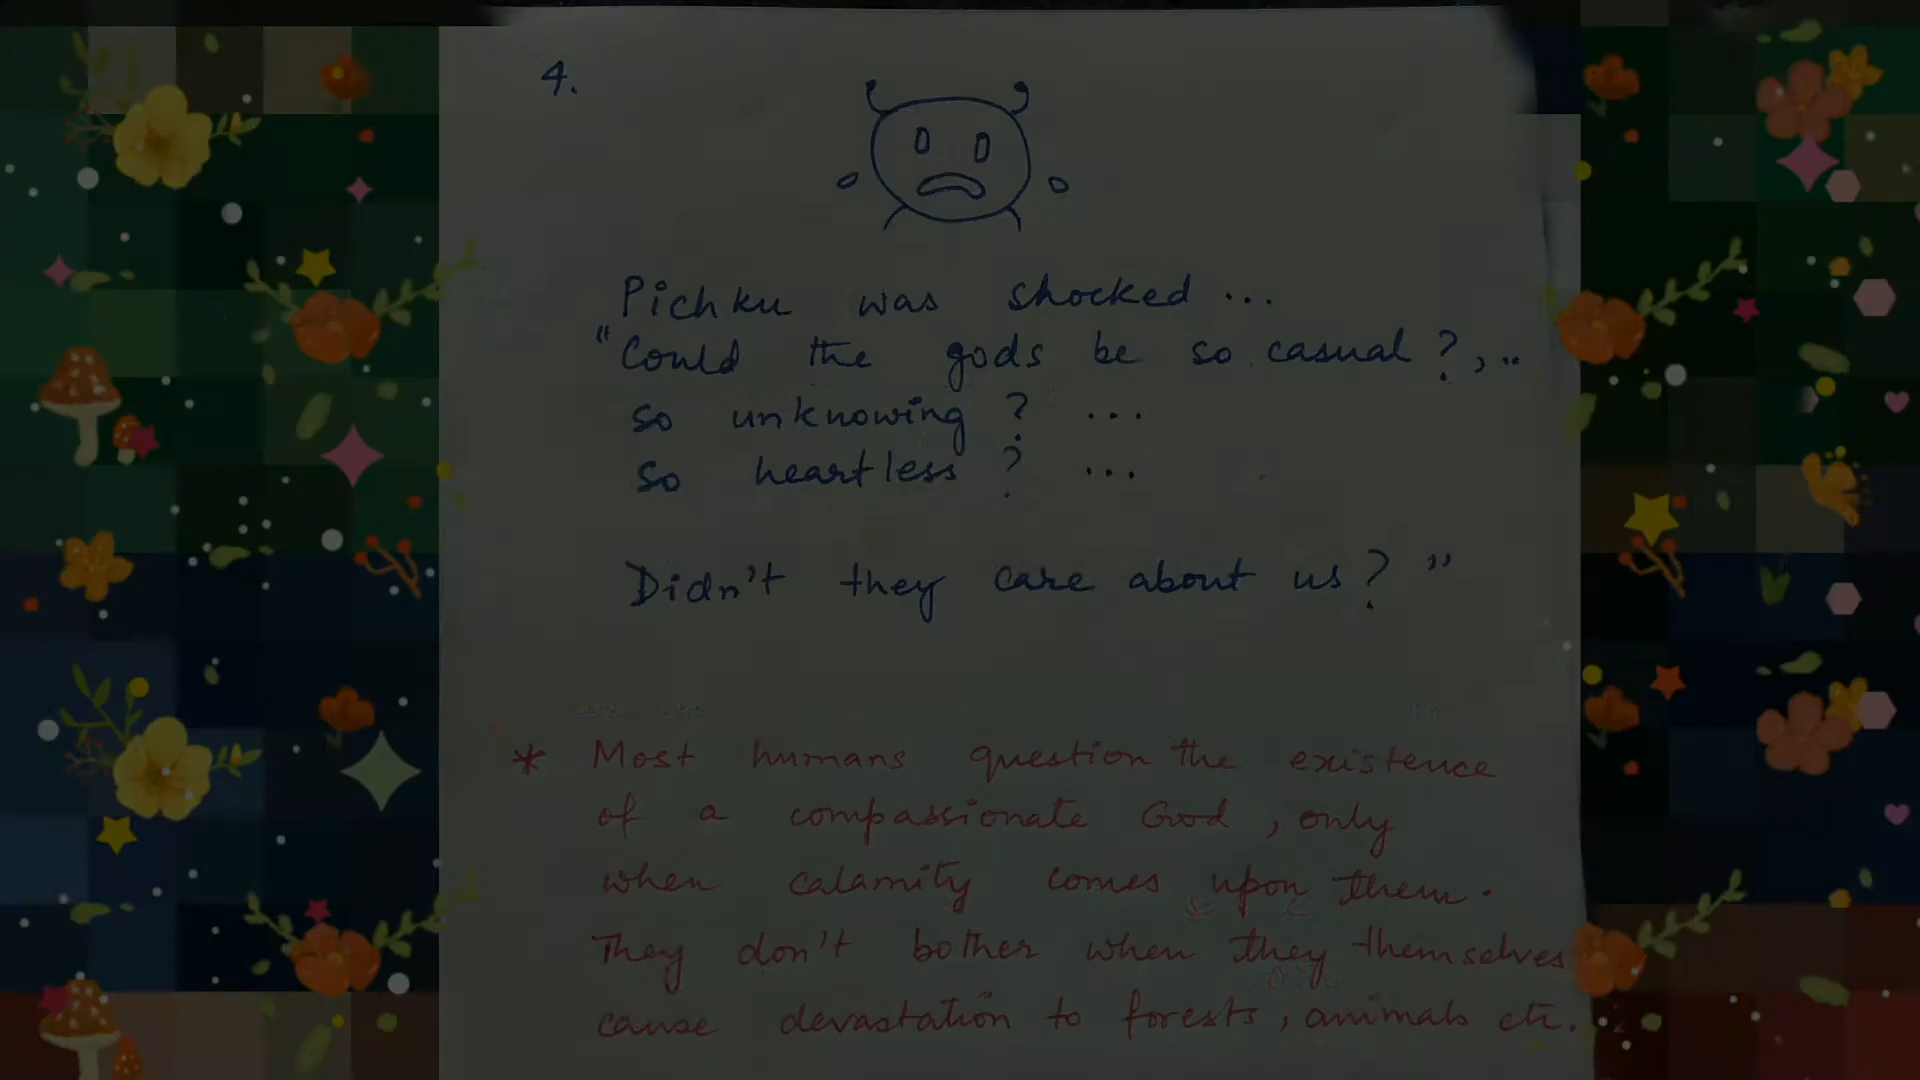 4.
Pichku was shocked ...
"Could the gods be so casual?, ..
so unknowing? ...
so heartless? ...
Didn't they care about us?"
* Most humans question the existence
of a compassionate God, only
when calamity comes upon them.
They don't bother when they themselves
cause devastation to forests, animals etc.